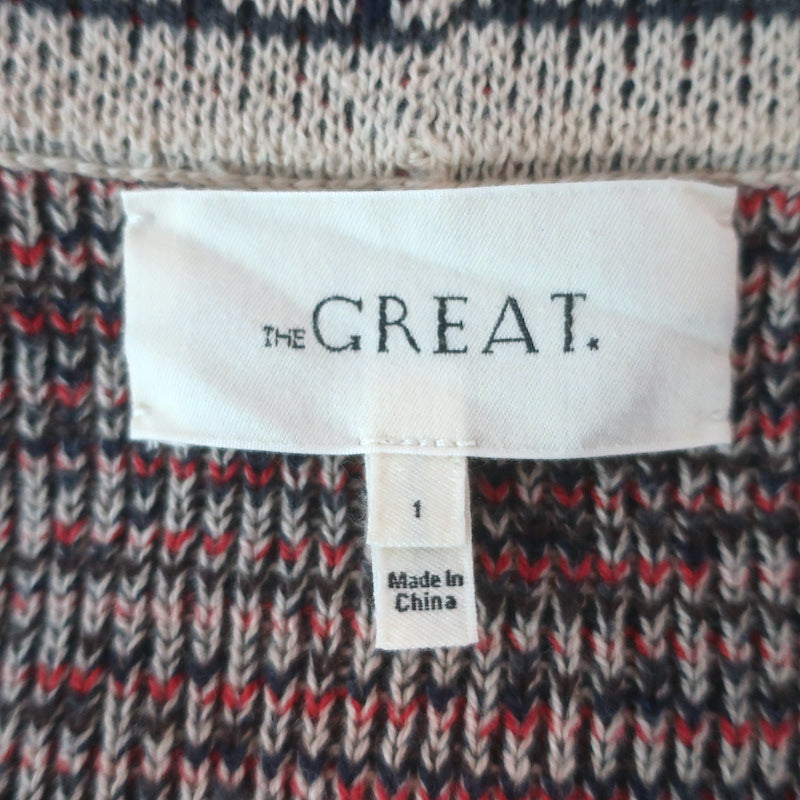 THE GREAT.
1
Made In
China